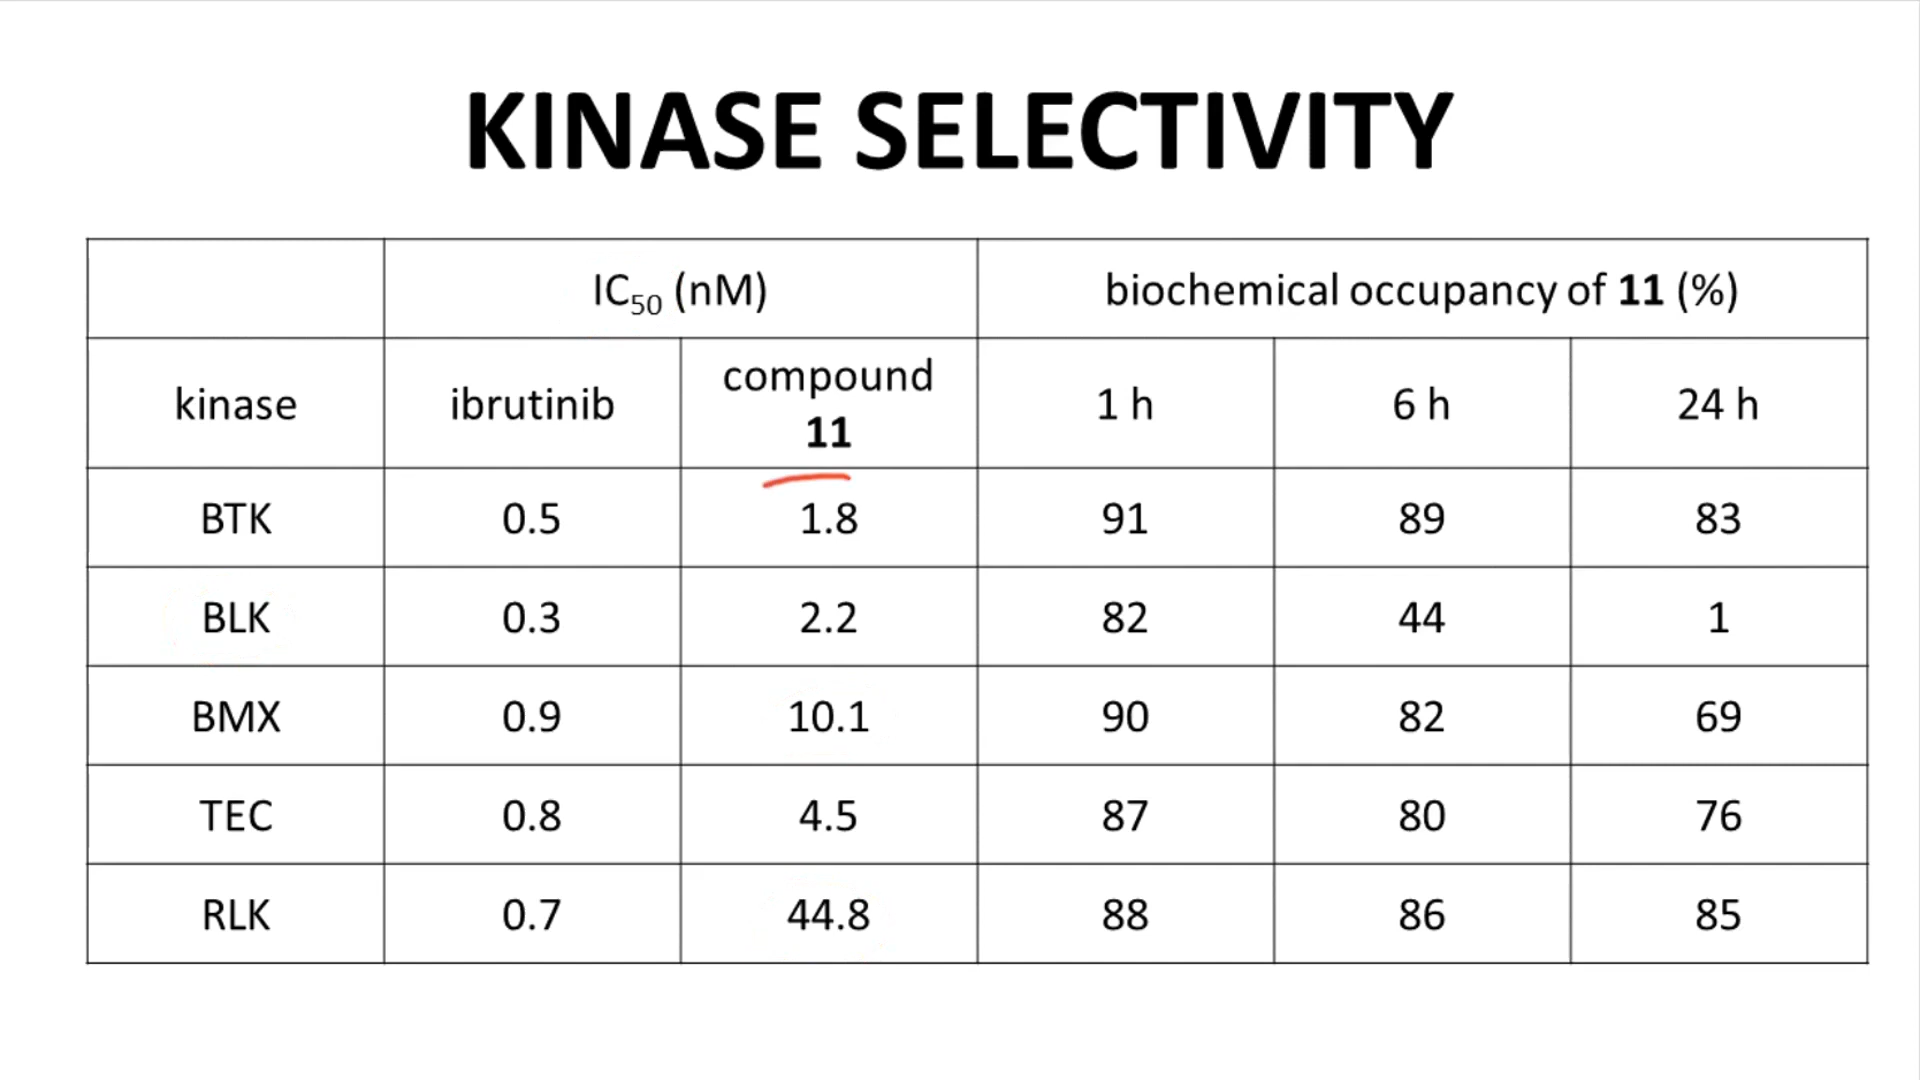 KINASE SELECTIVITY
IC50 (nM) biochemical occupancy of 11 (%)
kinase ibrutinib compound 11 1 h 6 h 24 h
BTK 0.5 1.8 91 89 83
BLK 0.3 2.2 82 44 1
BMX 0.9 10.1 90 82 69
TEC 0.8 4.5 87 80 76
RLK 0.7 44.8 88 86 85